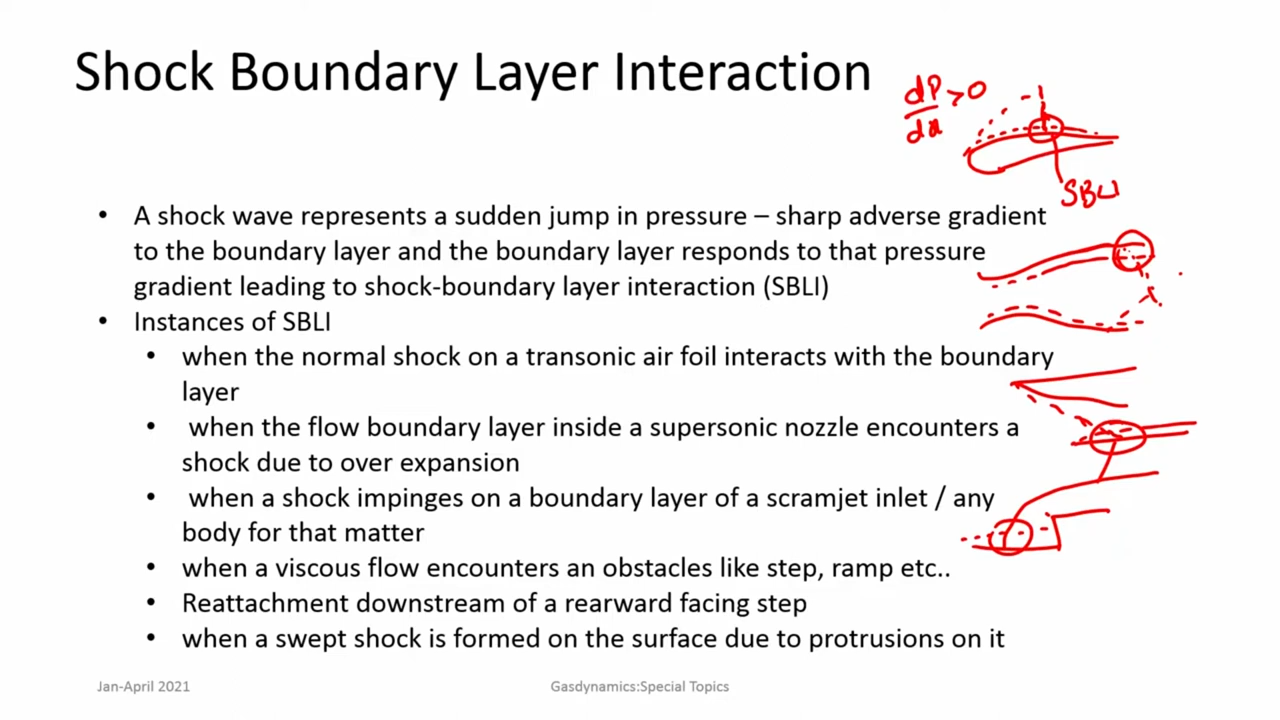 Shock Boundary Layer Interaction
dP/dx >0
SBLI
• A shock wave represents a sudden jump in pressure – sharp adverse gradient
to the boundary layer and the boundary layer responds to that pressure
gradient leading to shock-boundary layer interaction (SBLI)
• Instances of SBLI
• when the normal shock on a transonic air foil interacts with the boundary
layer
• when the flow boundary layer inside a supersonic nozzle encounters a
shock due to over expansion
• when a shock impinges on a boundary layer of a scramjet inlet / any
body for that matter
• when a viscous flow encounters an obstacles like step, ramp etc..
• Reattachment downstream of a rearward facing step
• when a swept shock is formed on the surface due to protrusions on it
Jan-April 2021
Gasdynamics:Special Topics